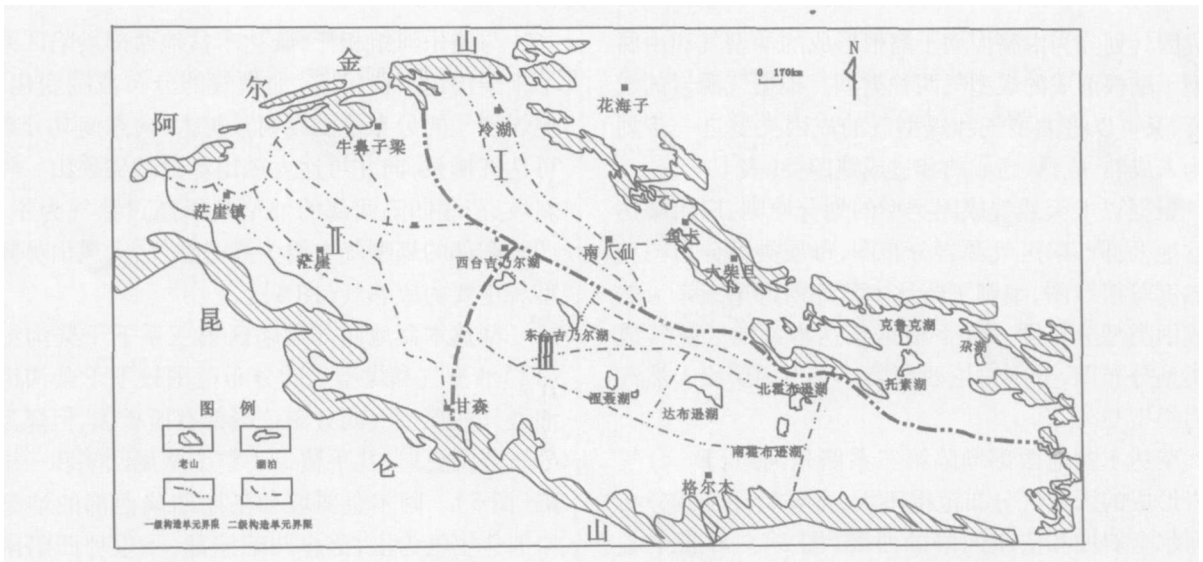 山
金
尔
阿
N
0 170km
花海子
冷湖
牛鼻子梁
I
茫崖镇
II
茫崖
西台吉乃尔湖
南八仙
鱼卡
大柴旦
昆
东台吉乃尔湖
III
克鲁克湖
尕海
托素湖
北霍布逊湖
涩聂湖
达布逊湖
图 例
甘森
仑
南霍布逊湖
格尔木
老山
湖泊
一级构造单元界限
二级构造单元界限
山